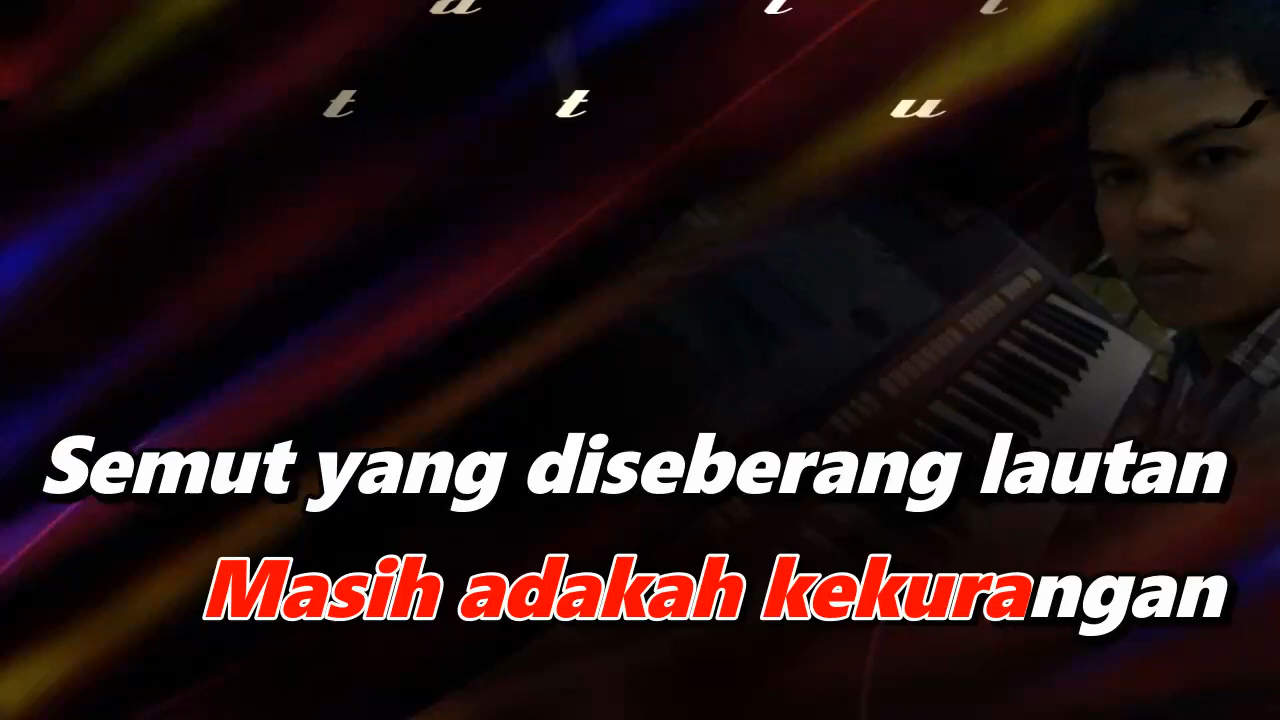 a t t
t t u
Semut yang diseberang lautan
Masih adakah kekurangan